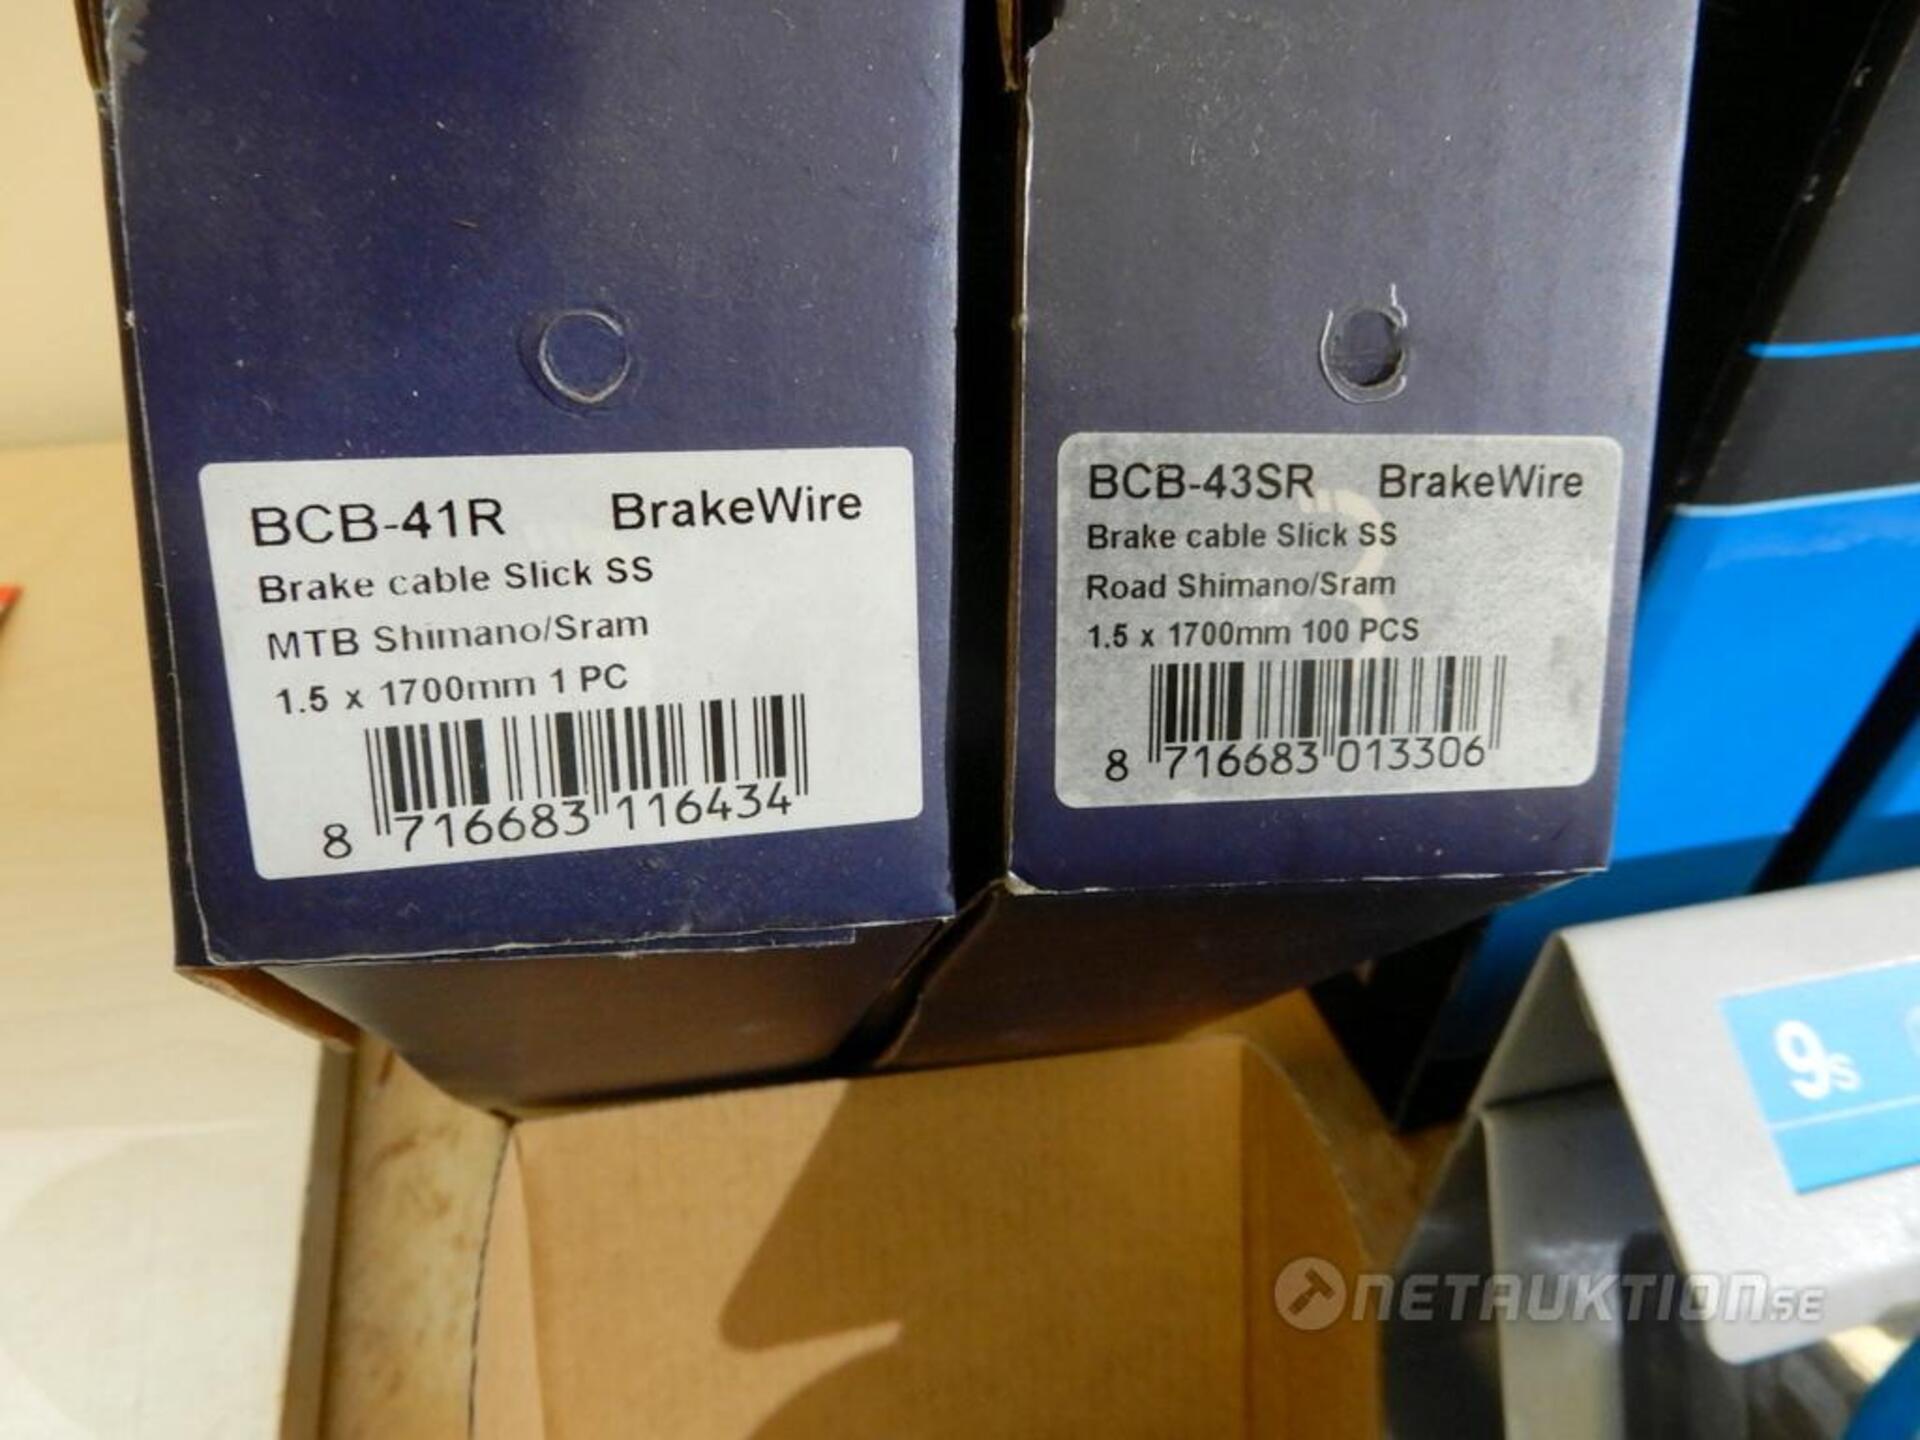 BCB-41R BrakeWire
Brake cable Slick SS
MTB Shimano/Sram
1.5 x 1700mm 1 PC
8 716683 116434
BCB-43SR BrakeWire
Brake cable Slick SS
Road Shimano/Sram
1.5 x 1700mm 100 PCS
8 716683 013306
9s
NETAUKTION.SE